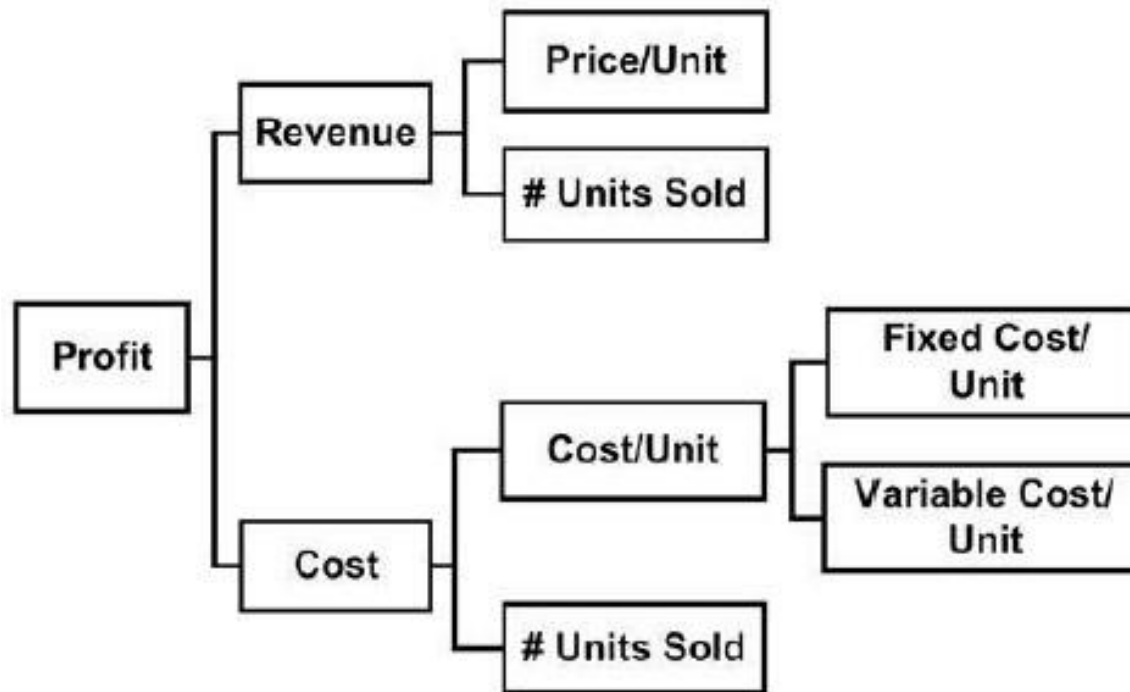 Price/Unit
Revenue
# Units Sold
Profit
Fixed Cost/
Unit
Cost/Unit
Variable Cost/
Unit
Cost
# Units Sold